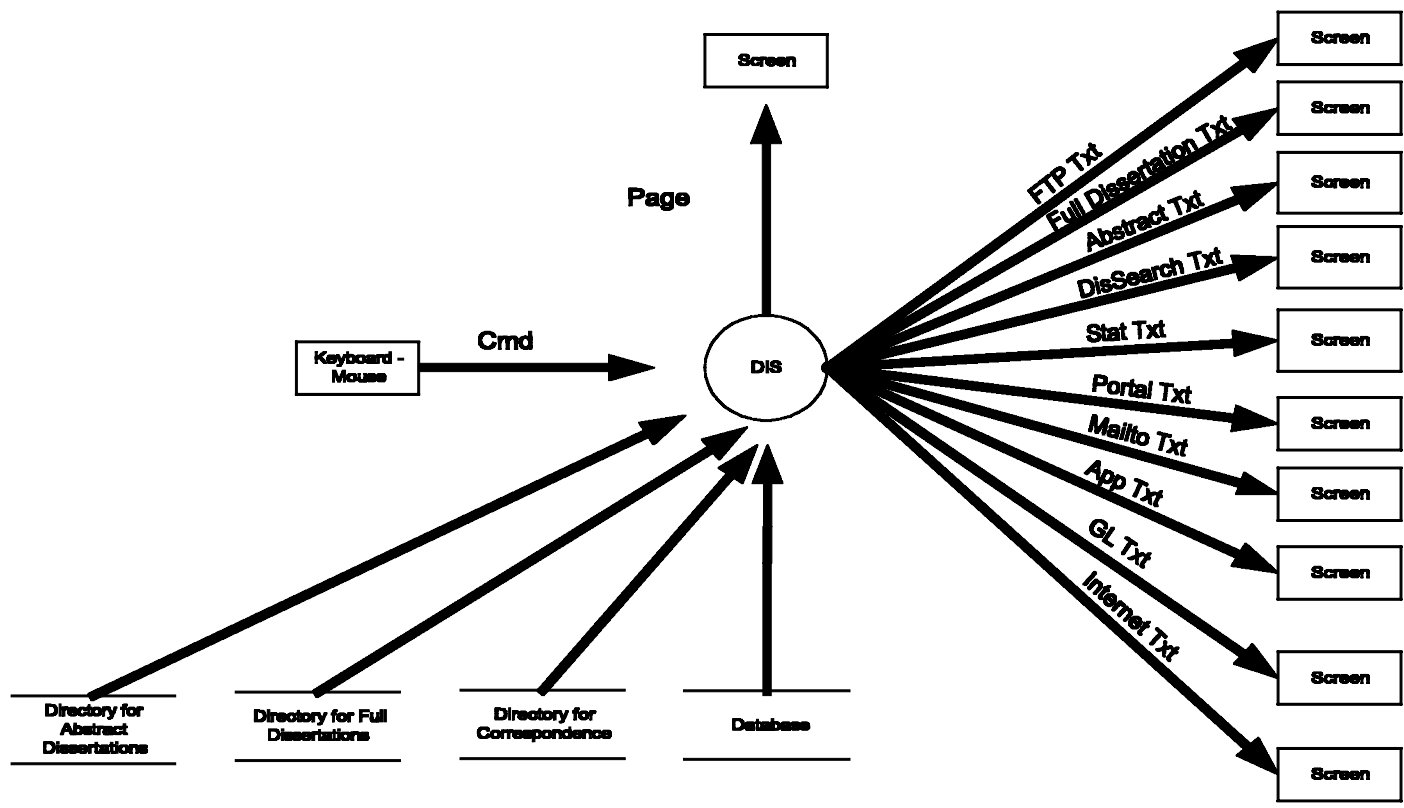 Screen
Screen
Screen
Screen
Screen
Screen
Screen
Screen
Screen
Screen
Screen
FTP Txt
Full Dissertation Txt
Abstract Txt
DisSearch Txt
Stat Txt
Portal Txt
Mailto Txt
App Txt
GL Txt
Internet Txt
Page
Cmd
Keyboard -
Mouse
DIS
Directory for
Abstract
Dissertations
Directory for Full
Dissertations
Directory for
Correspondence
Database